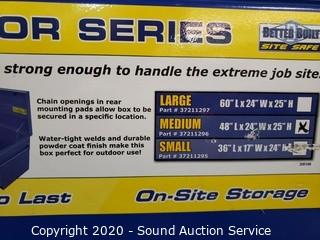 OR SERIES
BETTER BUILT
SITE SAFE
strong enough to handle the extreme job site
Chain openings in rear
mounting pads allow box to be
secured in a specific location.
Water-tight welds and durable
powder coat finish make this
box perfect for outdoor use!
LARGE 60" L x 24" W x 25" H
Part # 37211297
MEDIUM 48" L x 24" W x 25" H
Part # 37211296
SMALL 36" L x 17" W x 24"
Part # 37211295
o Last On-Site Storage
Copyright 2020 - Sound Auction Service